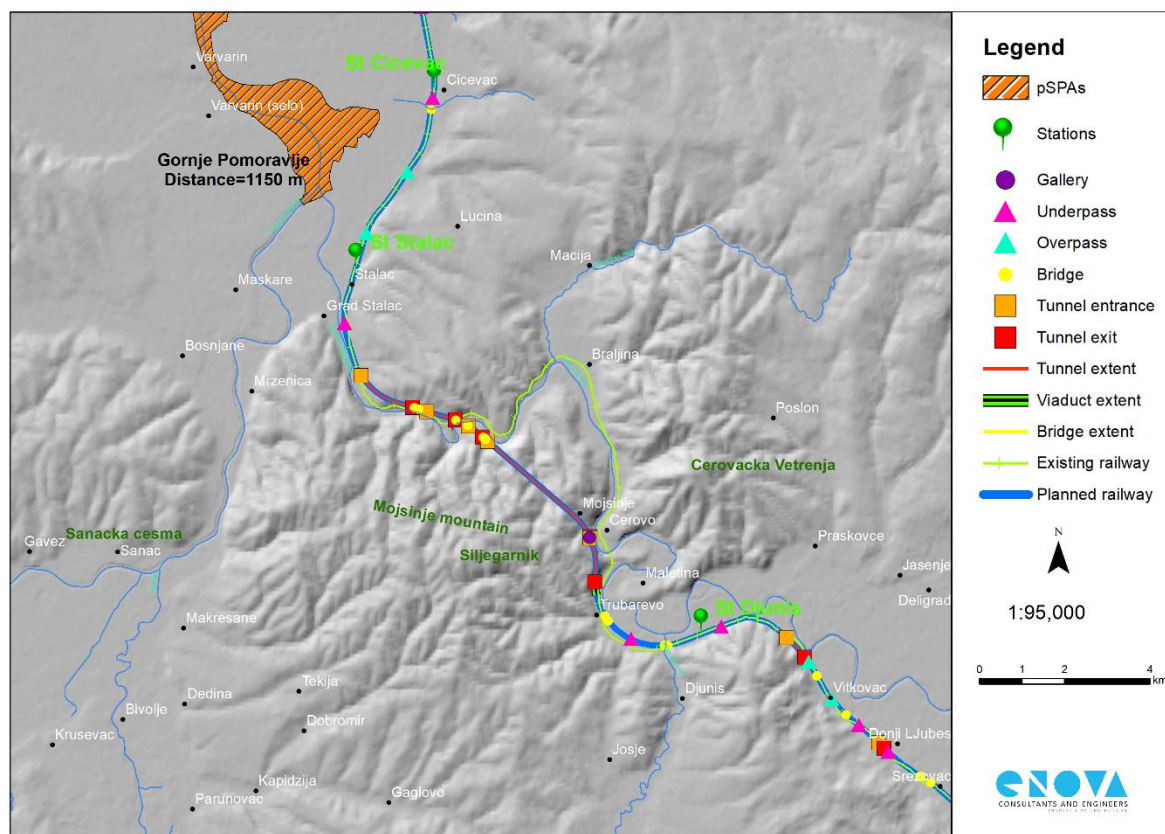 Varvarin
St Cicevac
Cicevac
Varvarin (selo)
Gornje Pomoravlje
Distance=1150 m
Lucina
St Stalac
Stalac
Macija
Maskare
Grad Stalac
Bosnjane
Braljina
Mrzenica
Poslon
Cerovacka Vetrenja
Mojsinje mountain
Mojsinje
Cerovo
Sanacka cesma
Gavez
Sanac
Siljegarnik
Praskovce
Maletina
Jasenje
Deligrad
Makresane
Trubarevo
St Djunis
Tekija
Dedina
Djunis
Vitkovac
Bivolje
Dobromir
Krusevac
Josje
Donji LJubes
Srezovac
Kapidzija
Gaglovo
Parunovac
Legend
pSPAs
Stations
Gallery
Underpass
Overpass
Bridge
Tunnel entrance
Tunnel exit
Tunnel extent
Viaduct extent
Bridge extent
Existing railway
Planned railway
N
1:95,000
0 1 2 4
km
enova
CONSULTANTS AND ENGINEERS